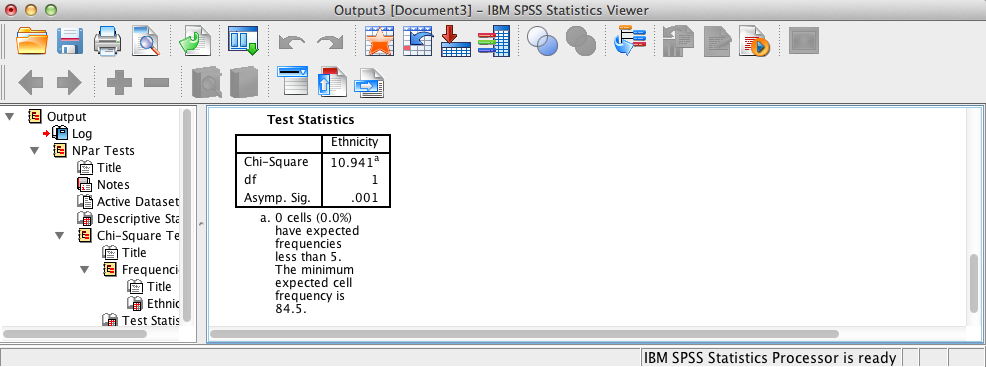 Output3 [Document3] – IBM SPSS Statistics Viewer
Output
Log
NPar Tests
Title
Notes
Active Dataset
Descriptive Sta
Chi-Square Te
Title
Frequenci
Title
Ethnic
Test Statis
Test Statistics
Ethnicity
Chi-Square 10.941a
df 1
Asymp. Sig. .001
a. 0 cells (0.0%)
have expected
frequencies
less than 5.
The minimum
expected cell
frequency is
84.5.
IBM SPSS Statistics Processor is ready